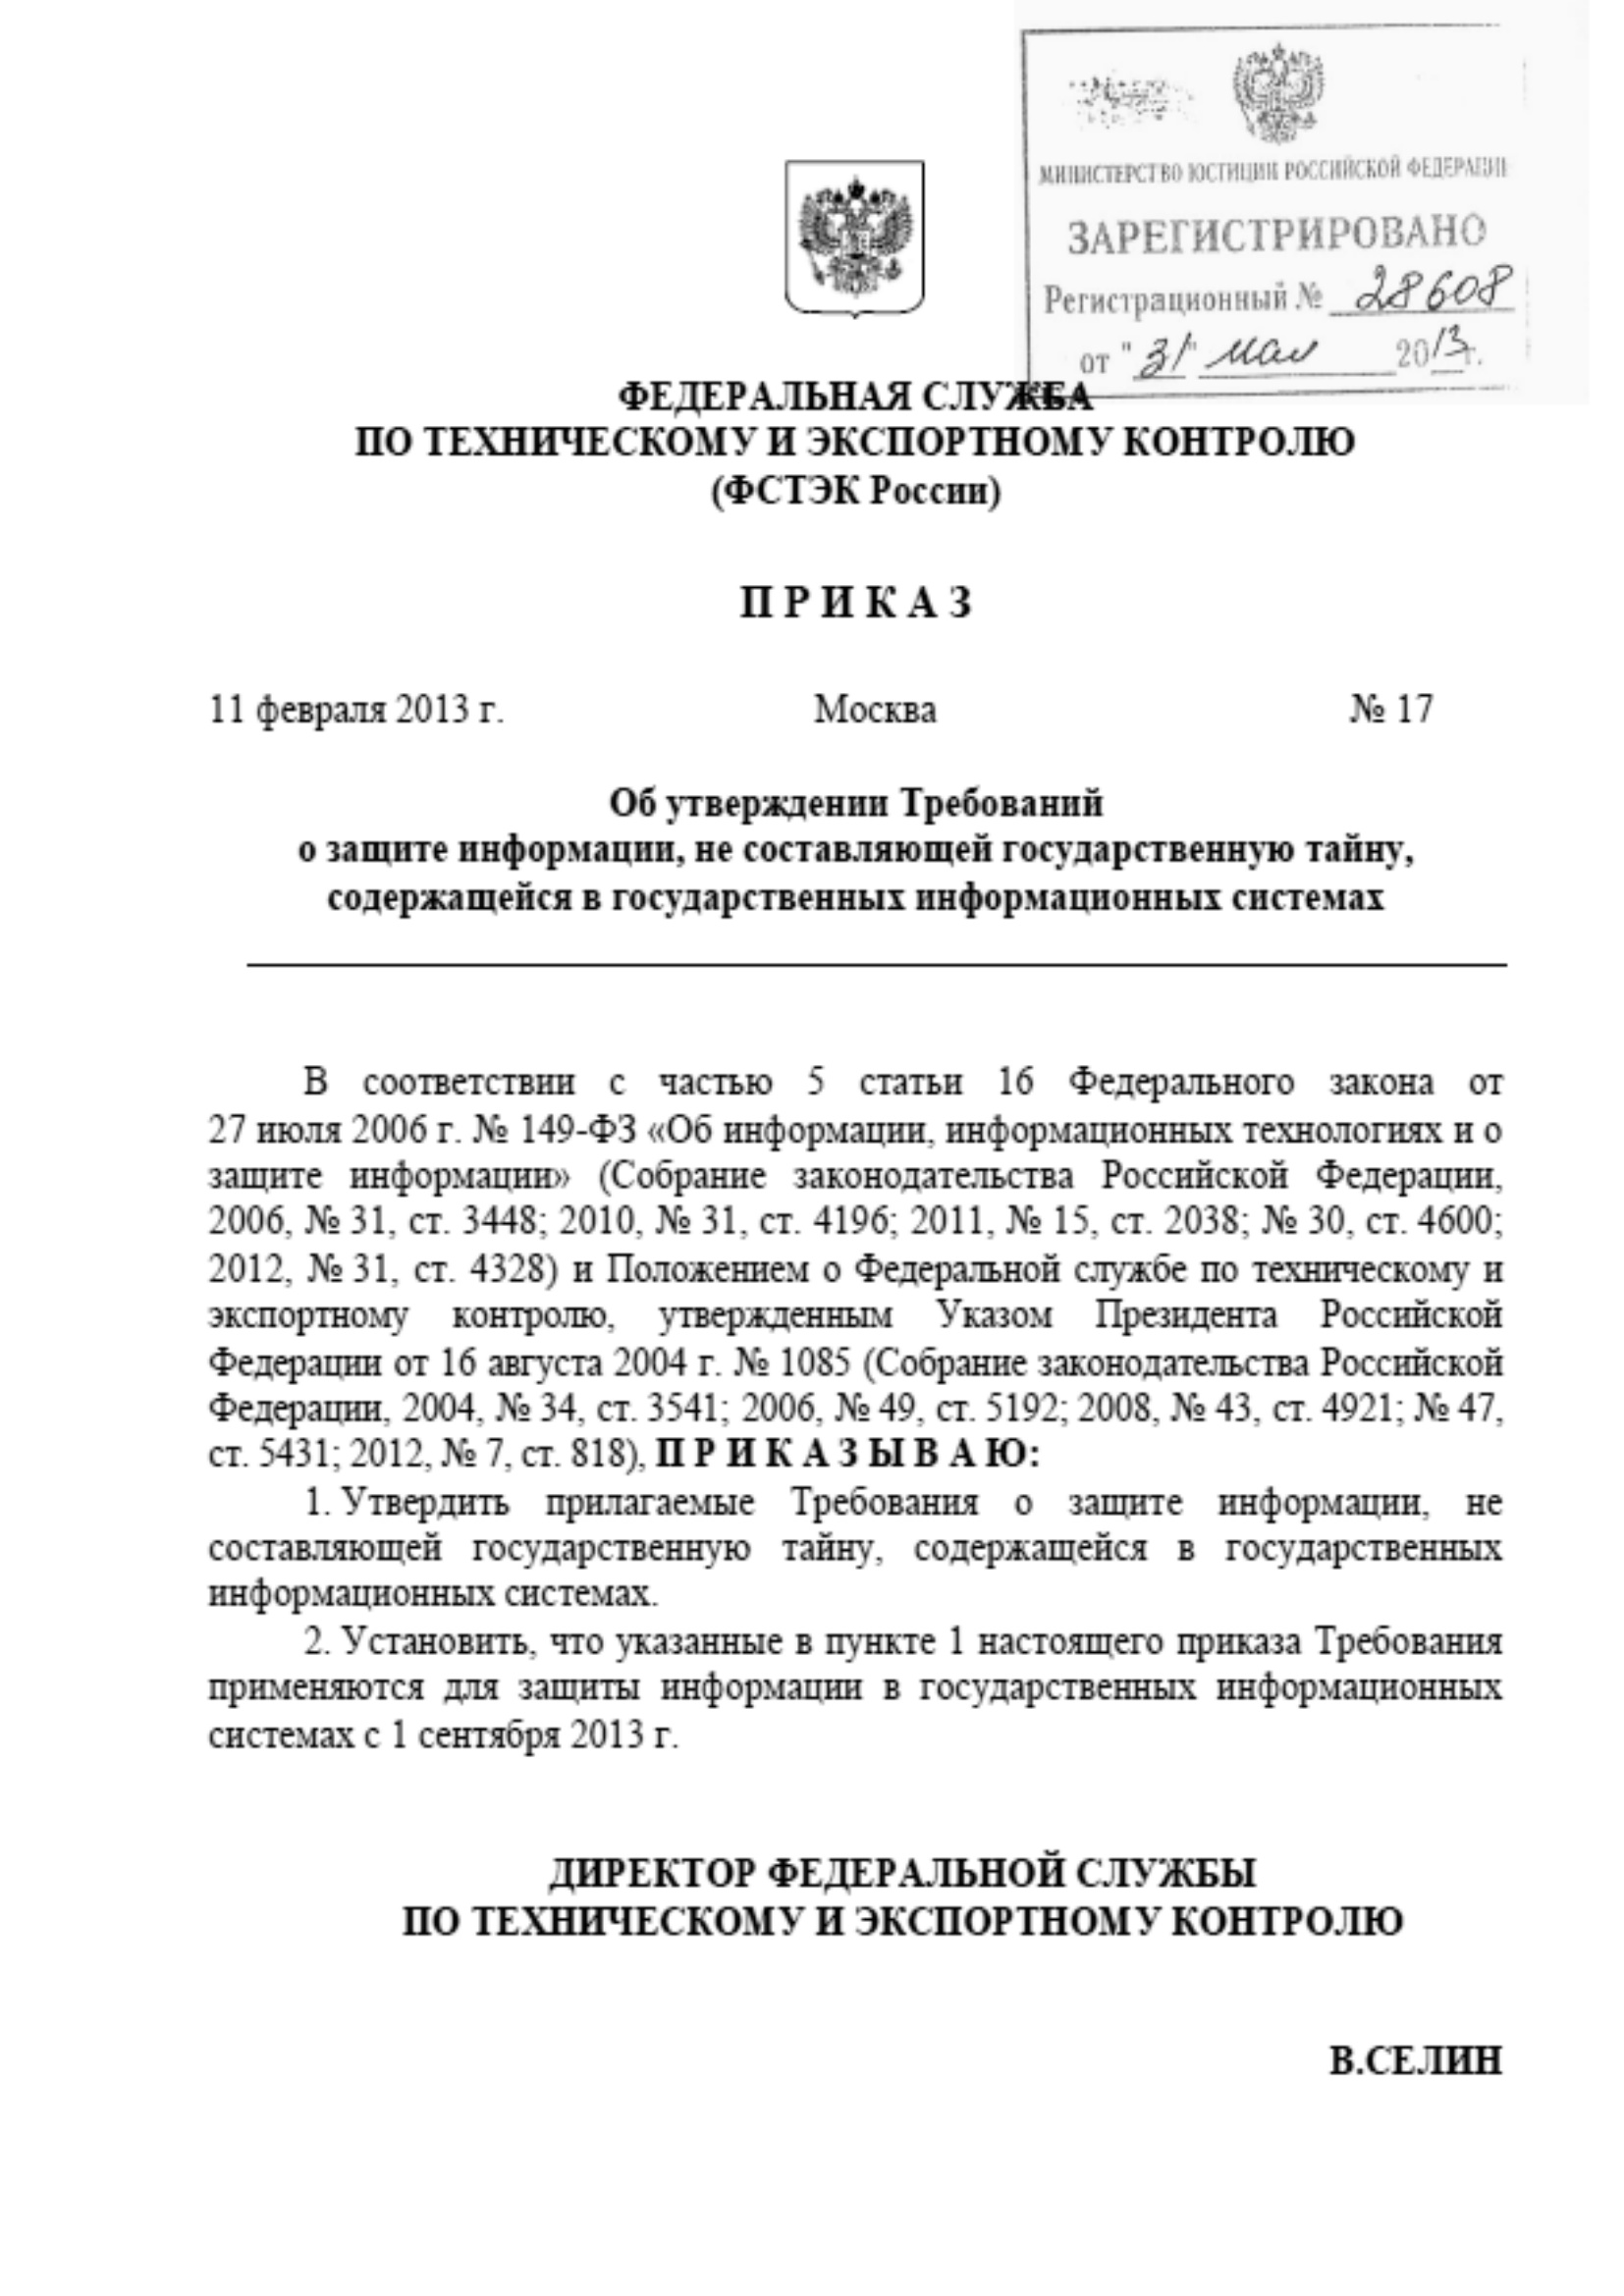 МИНИСТЕРСТВО ЮСТИЦИИ РОССИЙСКОЙ ФЕДЕРАЦИИ
ЗАРЕГИСТРИРОВАНО
Регистрационный № 28608
от "31" мая 2013г.
ФЕДЕРАЛЬНАЯ СЛУЖБА
ПО ТЕХНИЧЕСКОМУ И ЭКСПОРТНОМУ КОНТРОЛЮ
(ФСТЭК России)
П Р И К А З
11 февраля 2013 г. Москва № 17
Об утверждении Требований
о защите информации, не составляющей государственную тайну,
содержащейся в государственных информационных системах
В соответствии с частью 5 статьи 16 Федерального закона от
27 июля 2006 г. № 149-ФЗ «Об информации, информационных технологиях и о
защите информации» (Собрание законодательства Российской Федерации,
2006, № 31, ст. 3448; 2010, № 31, ст. 4196; 2011, № 15, ст. 2038; № 30, ст. 4600;
2012, № 31, ст. 4328) и Положением о Федеральной службе по техническому и
экспортному контролю, утвержденным Указом Президента Российской
Федерации от 16 августа 2004 г. № 1085 (Собрание законодательства Российской
Федерации, 2004, № 34, ст. 3541; 2006, № 49, ст. 5192; 2008, № 43, ст. 4921; № 47,
ст. 5431; 2012, № 7, ст. 818), П Р И К А З Ы В А Ю:
1. Утвердить прилагаемые Требования о защите информации, не
составляющей государственную тайну, содержащейся в государственных
информационных системах.
2. Установить, что указанные в пункте 1 настоящего приказа Требования
применяются для защиты информации в государственных информационных
системах с 1 сентября 2013 г.
ДИРЕКТОР ФЕДЕРАЛЬНОЙ СЛУЖБЫ
ПО ТЕХНИЧЕСКОМУ И ЭКСПОРТНОМУ КОНТРОЛЮ
В.СЕЛИН